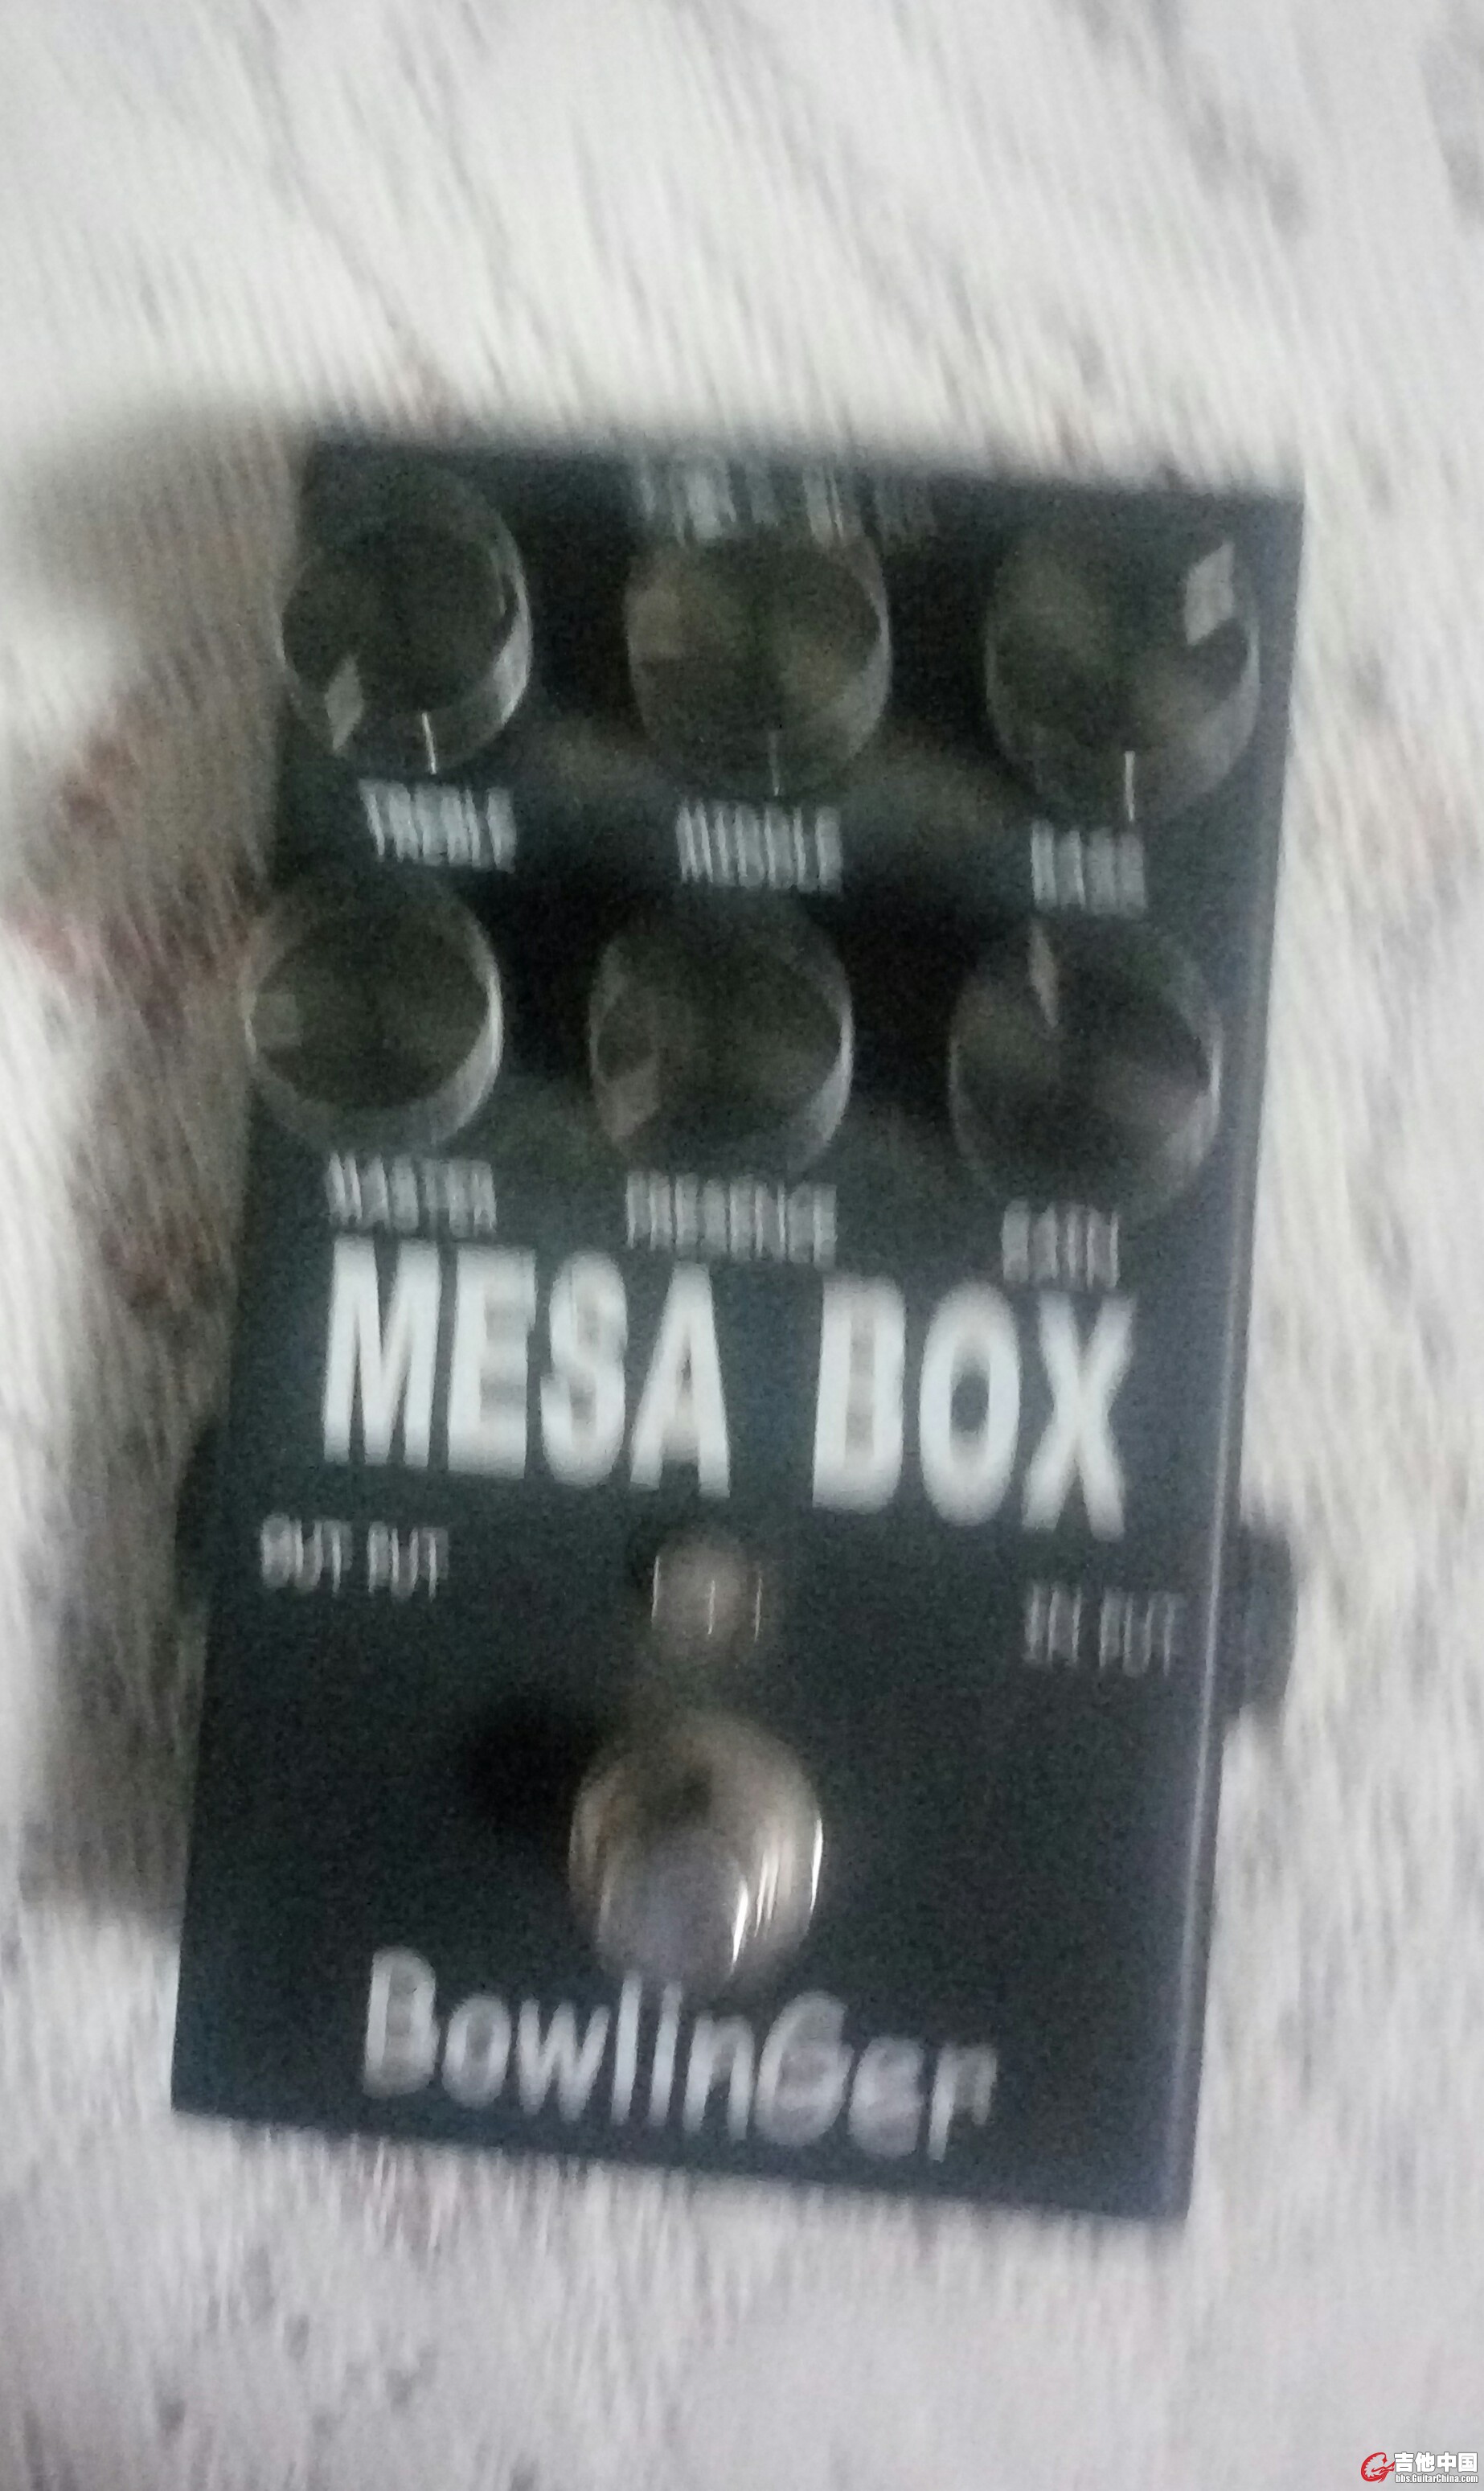 TREBLE MIDDLE BASS
MASTER PRESENCE GAIN
MESA BOX
OUT PUT
IN PUT
BowlinGer
吉他中国
bbs.GuitarChina.com